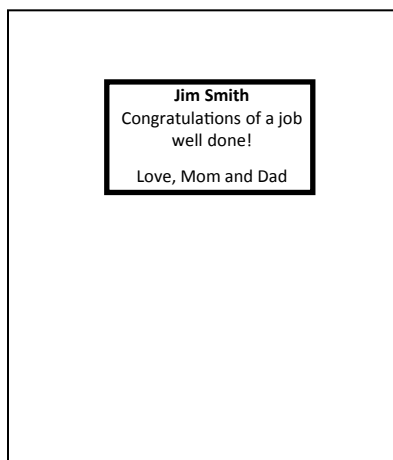 Jim Smith
Congratulations of a job
well done!
Love, Mom and Dad